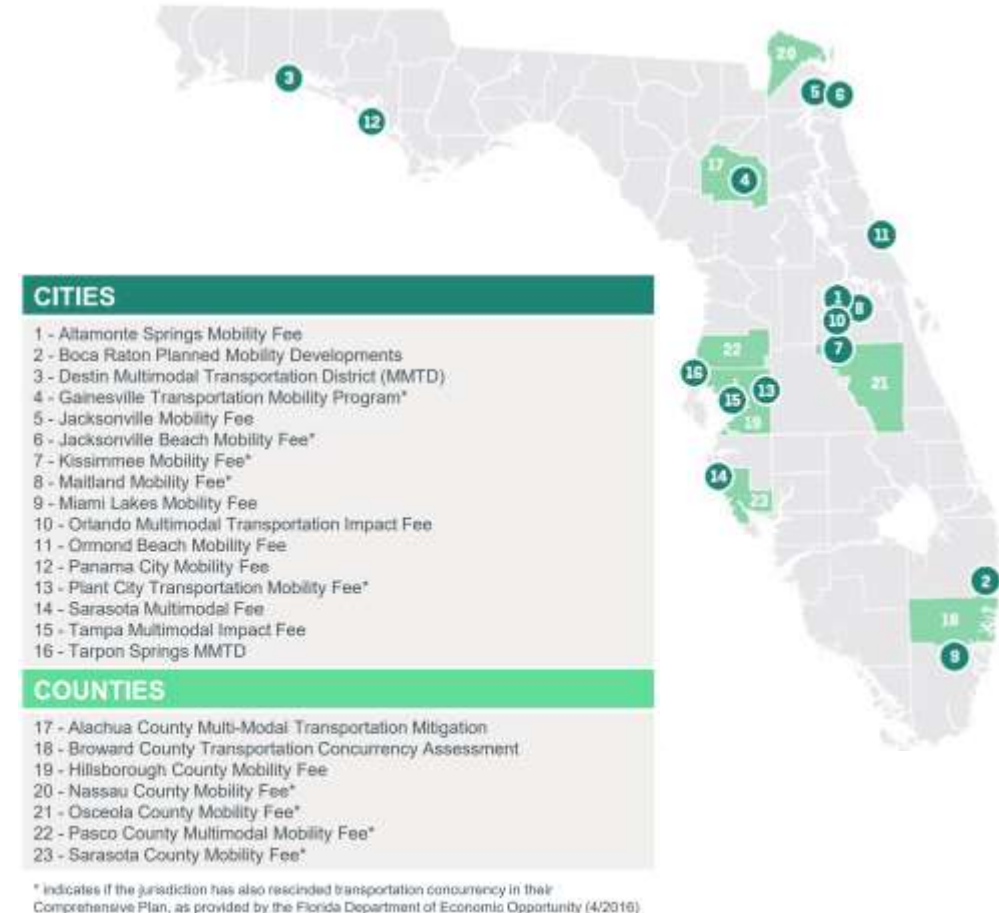 3
12
20
5
6
17
4
11
1
8
10
7
22
16
13
15
21
19
14
23
2
18
9
CITIES
1 - Altamonte Springs Mobility Fee
2 - Boca Raton Planned Mobility Developments
3 - Destin Multimodal Transportation District (MMTD)
4 - Gainesville Transportation Mobility Program*
5 - Jacksonville Mobility Fee
6 - Jacksonville Beach Mobility Fee*
7 - Kissimmee Mobility Fee*
8 - Maitland Mobility Fee*
9 - Miami Lakes Mobility Fee
10 - Orlando Multimodal Transportation Impact Fee
11 - Ormond Beach Mobility Fee
12 - Panama City Mobility Fee
13 - Plant City Transportation Mobility Fee*
14 - Sarasota Multimodal Fee
15 - Tampa Multimodal Impact Fee
16 - Tarpon Springs MMTD
COUNTIES
17 - Alachua County Multi-Modal Transportation Mitigation
18 - Broward County Transportation Concurrency Assessment
19 - Hillsborough County Mobility Fee
20 - Nassau County Mobility Fee*
21 - Osceola County Mobility Fee*
22 - Pasco County Multimodal Mobility Fee*
23 - Sarasota County Mobility Fee*
* indicates if the jurisdiction has also rescinded transportation concurrency in their
Comprehensive Plan, as provided by the Florida Department of Economic Opportunity (4/2016)